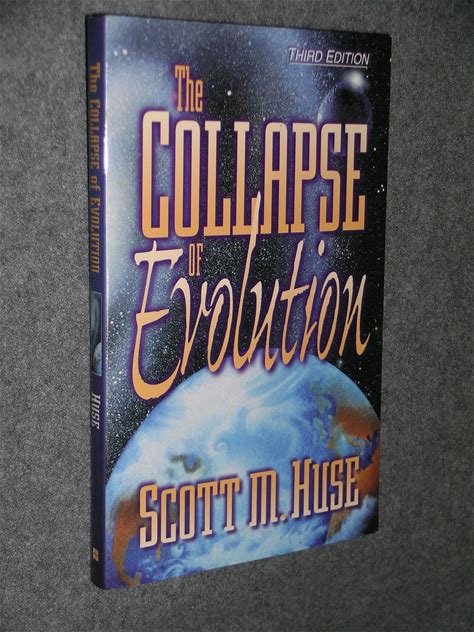 THIRD EDITION
The
COLLAPSE
OF
Evolution
SCOTT M. HUSE
The COLLAPSE of EVOLUTION
HUSE